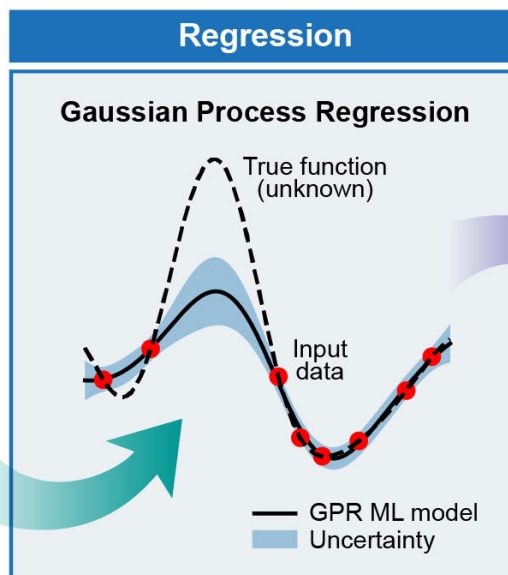 Regression
Gaussian Process Regression
True function
(unknown)
Input
data
GPR ML model
Uncertainty